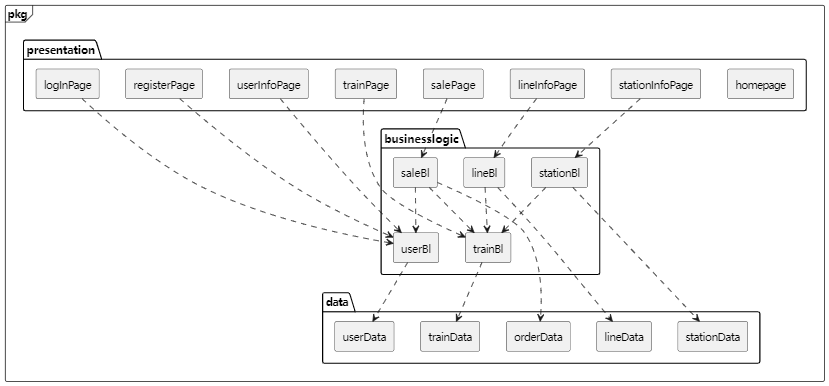 pkg
presentation
logInPage registerPage userInfoPage trainPage salePage lineInfoPage stationInfoPage homepage
businesslogic
saleBl lineBl stationBl
userBl trainBl
data
userData trainData orderData lineData stationData